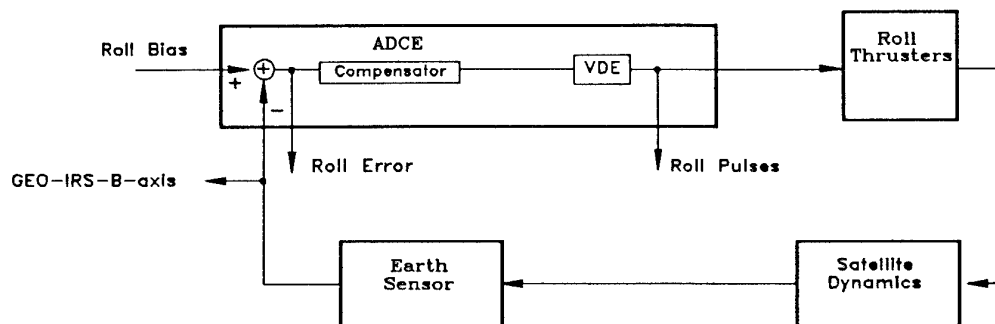 Roll Bias
+
+
−
ADCE
Compensator
VDE
Roll
Thrusters
Roll Error
Roll Pulses
GEO-IRS-B-axis
Earth
Sensor
Satellite
Dynamics